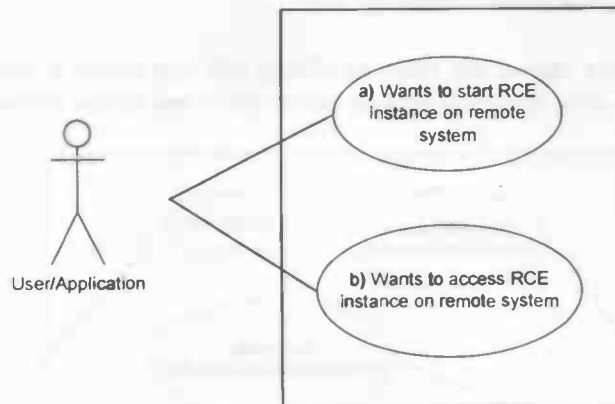 a) Wants to start RCE
instance on remote
system
User/Application
b) Wants to access RCE
instance on remote system